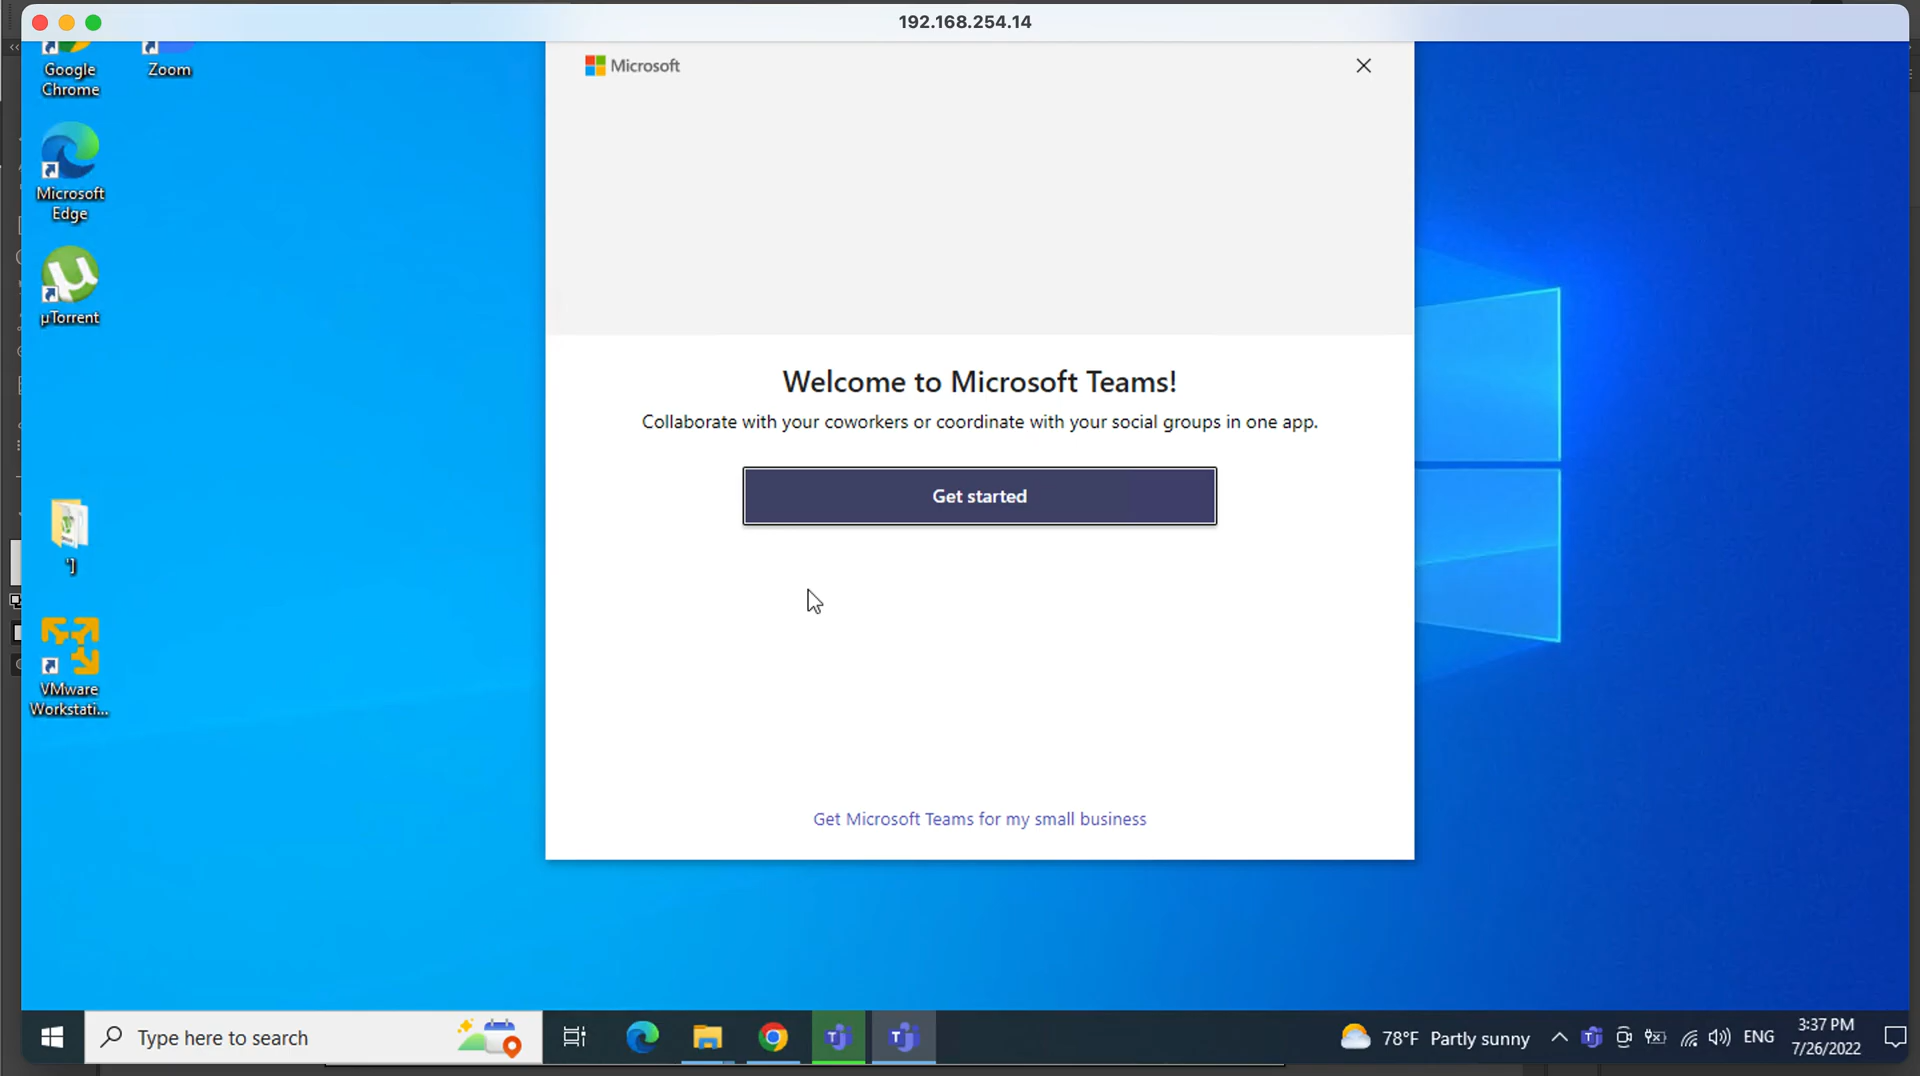 192.168.254.14
Google
Chrome
Zoom
Microsoft
Edge
µTorrent
']
VMware
Workstati...
Microsoft
Welcome to Microsoft Teams!
Collaborate with your coworkers or coordinate with your social groups in one app.
Get started
Get Microsoft Teams for my small business
Type here to search
78°F Partly sunny
ENG
3:37 PM
7/26/2022